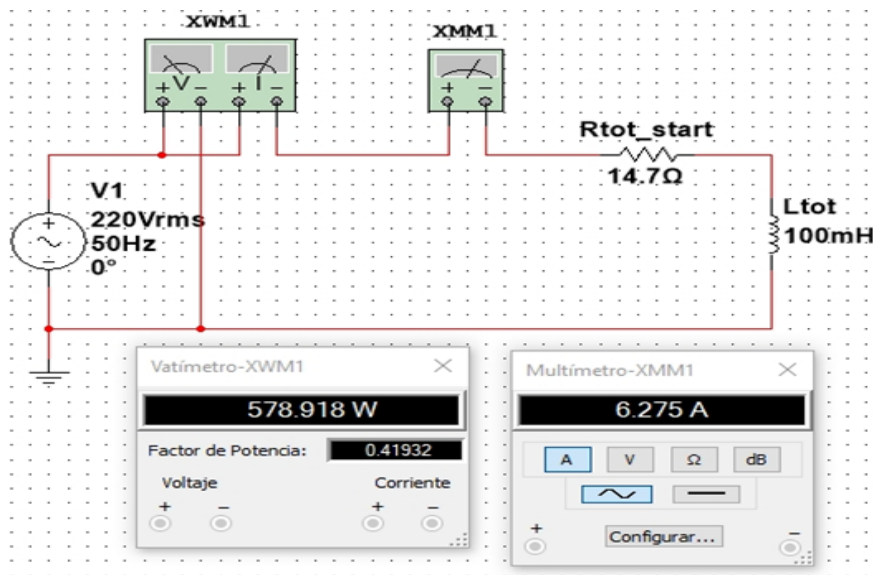 XWM1
XMM1
V
I
+ - + -
+ -
Rtot_start
14.7Ω
V1
220Vrms
50Hz
0°
+
-
Ltot
100mH
Vatímetro-XWM1
578.918 W
Factor de Potencia: 0.41932
Voltaje Corriente
+ - + -
Multímetro-XMM1
6.275 A
A V Ω dB
+ Configurar... -